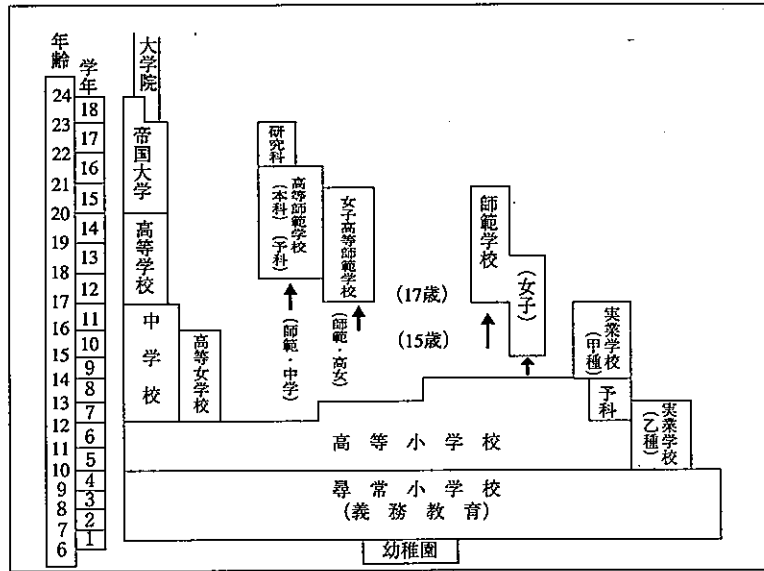 年齢
学年
24
23
22
21
20
19
18
17
16
15
14
13
12
11
10
9
8
7
6
18
17
16
15
14
13
12
11
10
9
8
7
6
5
4
3
2
1
大学院
帝国大学
高等学校
中学校
高等女学校
研究科
高等師範学校
(本科)(予科)
(師範・中学)
女子高等師範学校
(師範・高女)
(17歳)
(15歳)
師範学校
(女子)
実業学校
(甲種)
予科
実業学校
(乙種)
高等小学校
尋常小学校
(義務教育)
幼稚園